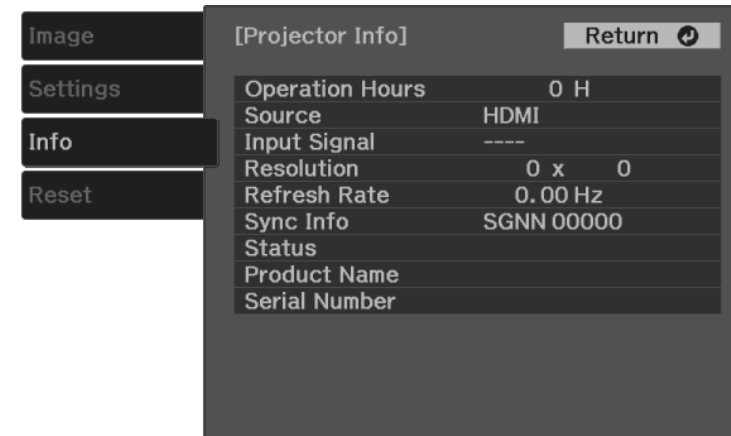 Image
Settings
Info
Reset
[Projector Info]
Return
Operation Hours 0 H
Source HDMI
Input Signal ----
Resolution 0 x 0
Refresh Rate 0.00 Hz
Sync Info SGNN 00000
Status
Product Name
Serial Number